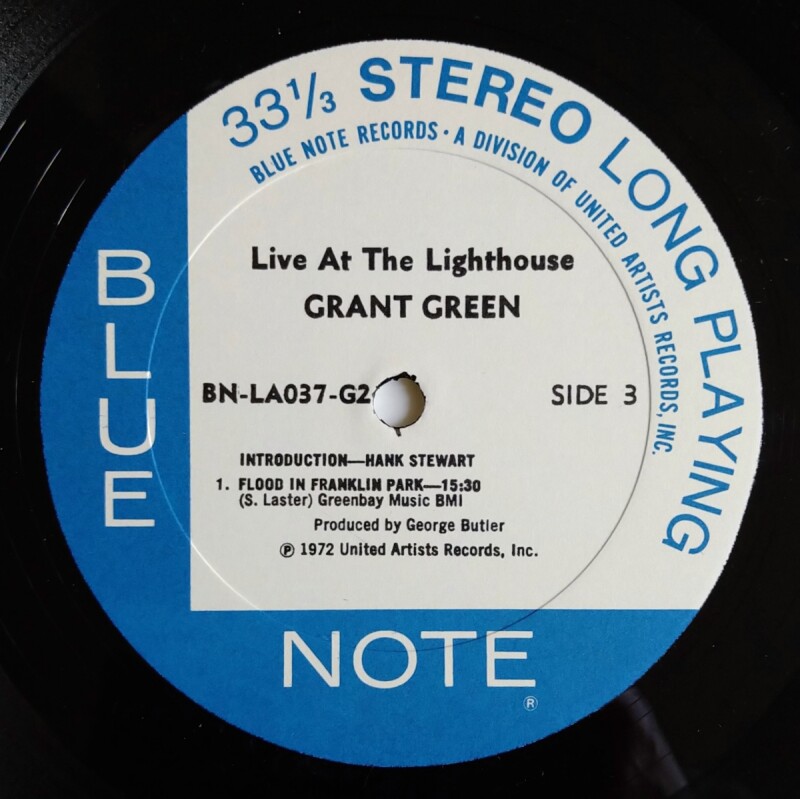 33⅓ STEREO LONG PLAYING
BLUE NOTE RECORDS · A DIVISION OF UNITED ARTISTS RECORDS, INC.
Live At The Lighthouse
GRANT GREEN
BN-LA037-G2
SIDE 3
INTRODUCTION—HANK STEWART
1. FLOOD IN FRANKLIN PARK—15:30
(S. Laster) Greenbay Music BMI
Produced by George Butler
℗ 1972 United Artists Records, Inc.
BLUE
NOTE
®